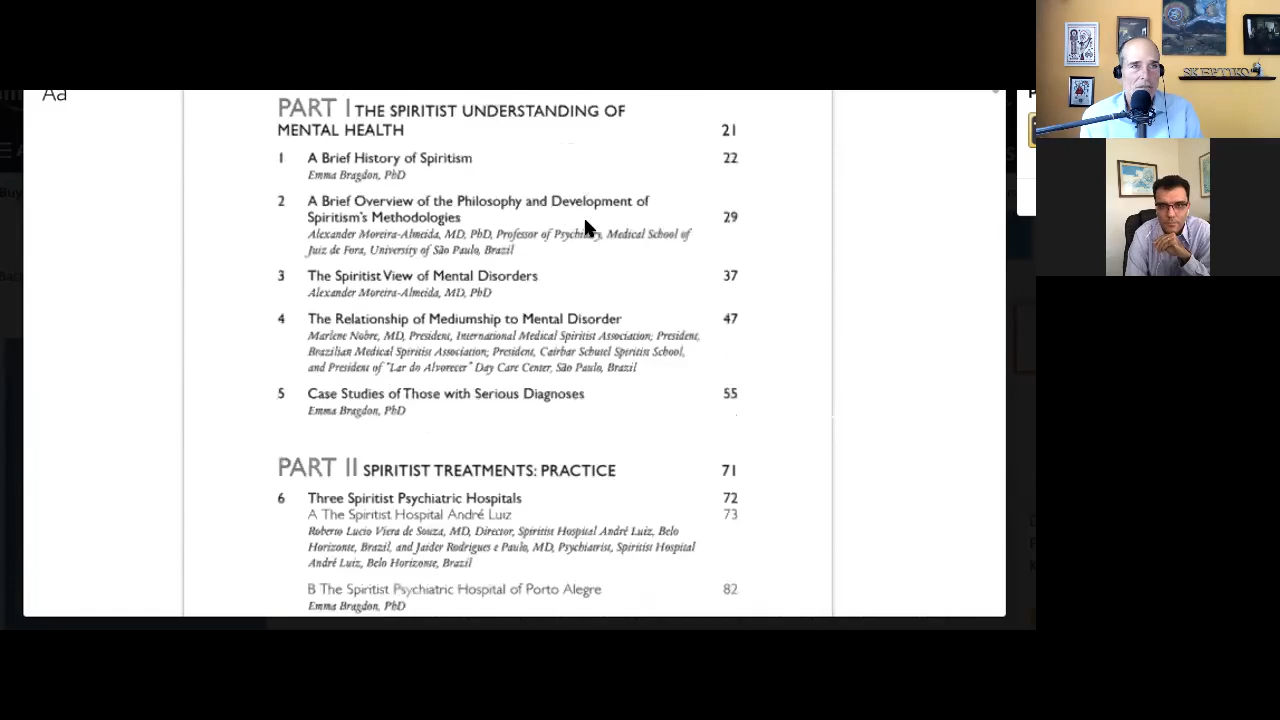 Aa
PART I THE SPIRITIST UNDERSTANDING OF
MENTAL HEALTH 21
1 A Brief History of Spiritism 22
Emma Bragdon, PhD
2 A Brief Overview of the Philosophy and Development of
Spiritism's Methodologies 29
Alexander Moreira-Almeida, MD, PhD, Professor of Psychiatry, Medical School of
Juiz de Fora, University of São Paulo, Brazil
3 The Spiritist View of Mental Disorders 37
Alexander Moreira-Almeida, MD, PhD
4 The Relationship of Mediumship to Mental Disorder 47
Marlene Nobre, MD, President, International Medical Spiritist Association; President,
Brazilian Medical Spiritist Association; President, Cairbar Schutel Spiritist School,
and President of "Lar do Alvorecer" Day Care Center, São Paulo, Brazil
5 Case Studies of Those with Serious Diagnoses 55
Emma Bragdon, PhD
PART II SPIRITIST TREATMENTS: PRACTICE 71
6 Three Spiritist Psychiatric Hospitals 72
A The Spiritist Hospital André Luiz 73
Roberto Lucio Viera de Souza, MD, Director, Spiritist Hospital André Luiz, Belo
Horizonte, Brazil, and Jaider Rodrigues e Paulo, MD, Psychiatrist, Spiritist Hospital
André Luiz, Belo Horizonte, Brazil
B The Spiritist Psychiatric Hospital of Porto Alegre 82
Emma Bragdon, PhD
SKEPTIKO